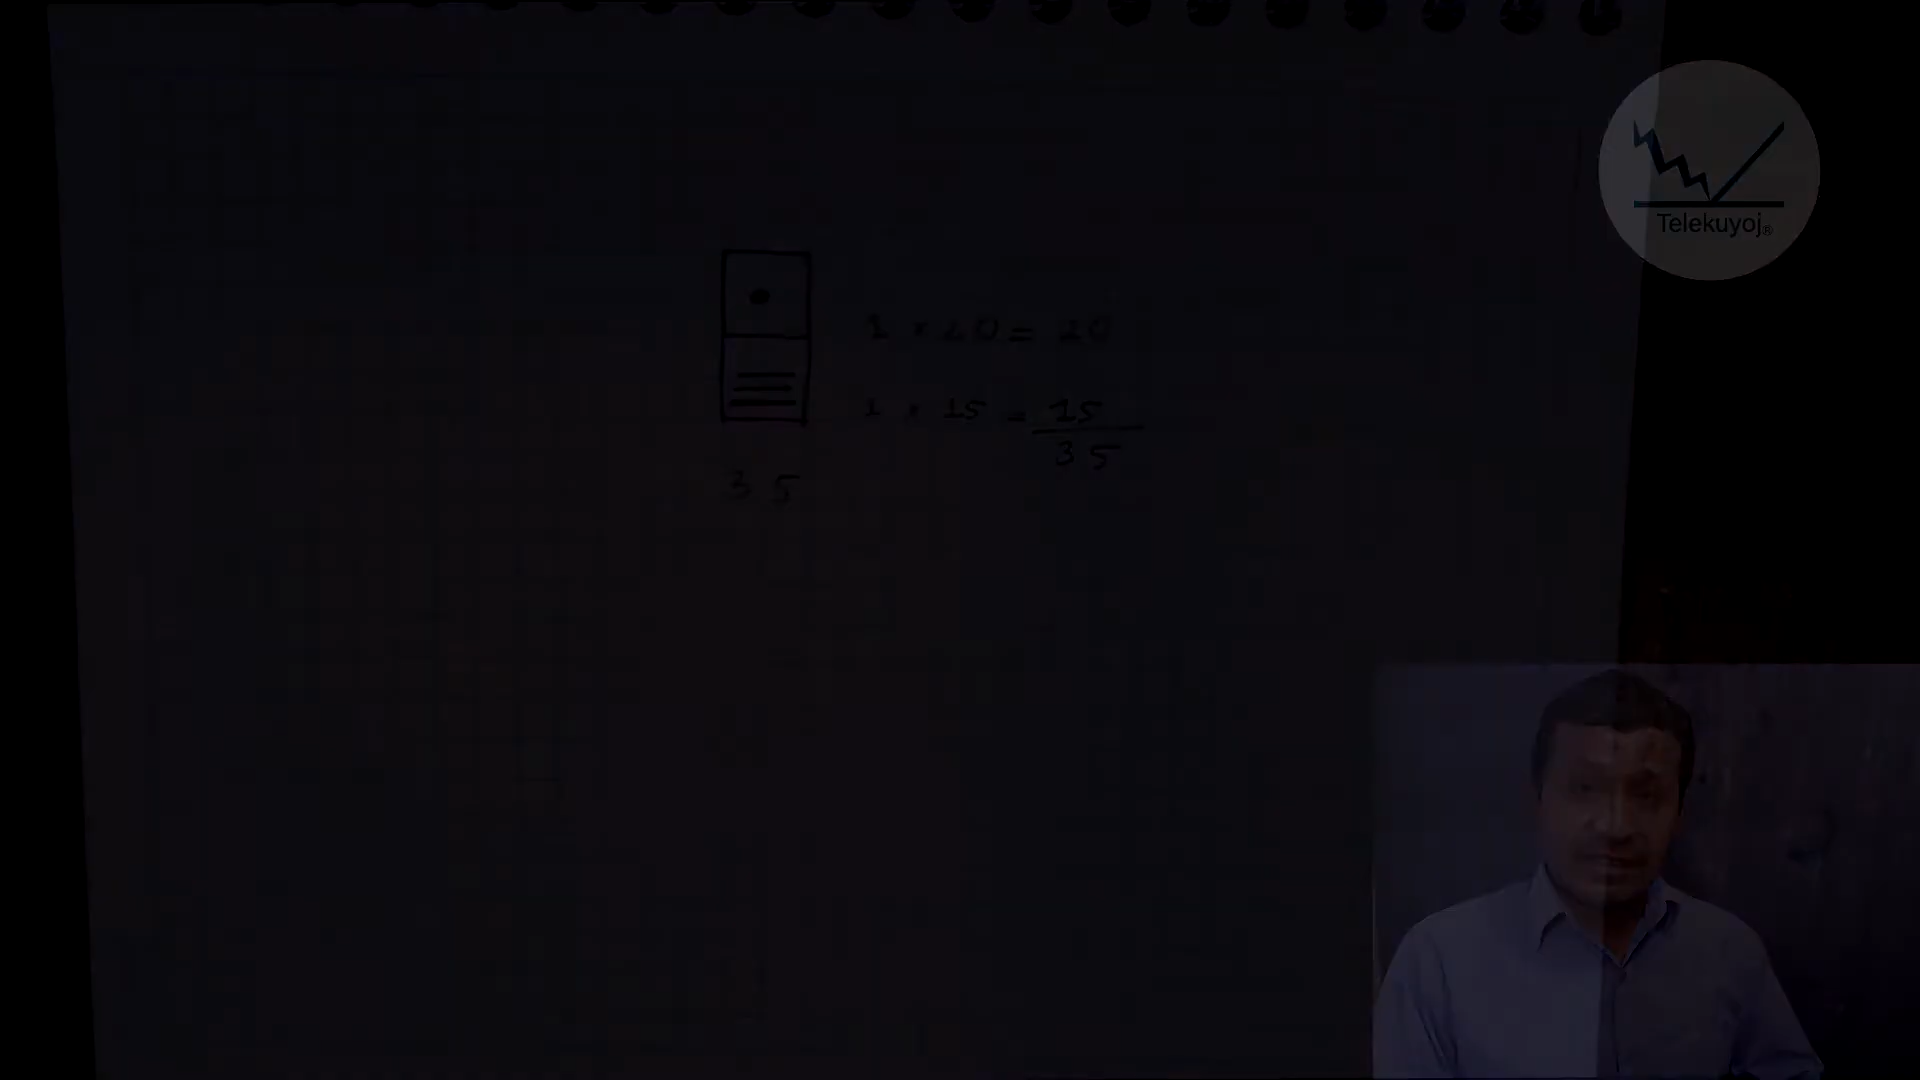 Telekuyoj®
1 × 20 = 20
1 × 15 = 15
35
35